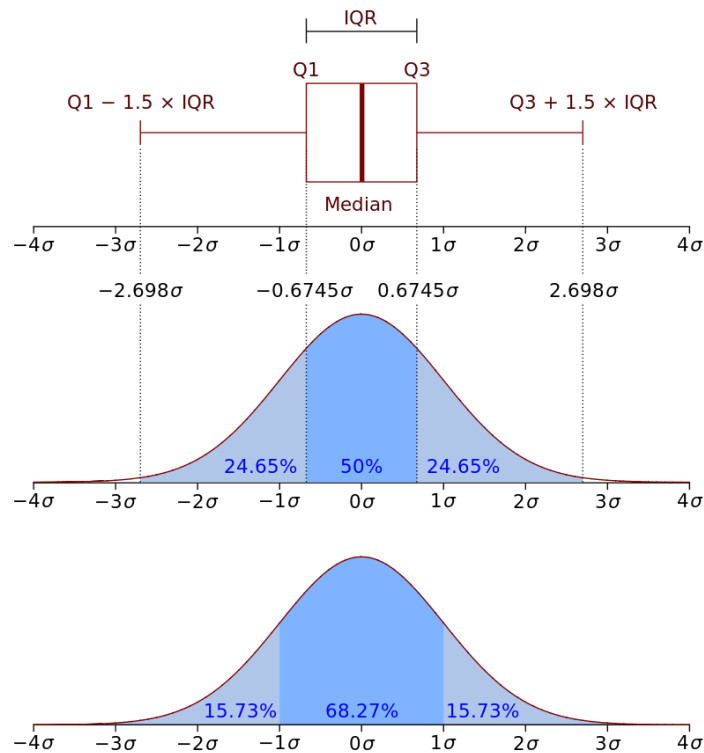 IQR
Q1 Q3
Q1 − 1.5 × IQR Q3 + 1.5 × IQR
Median
−4σ −3σ −2σ −1σ 0σ 1σ 2σ 3σ 4σ
−2.698σ −0.6745σ 0.6745σ 2.698σ
24.65% 50% 24.65%
−4σ −3σ −2σ −1σ 0σ 1σ 2σ 3σ 4σ
15.73% 68.27% 15.73%
−4σ −3σ −2σ −1σ 0σ 1σ 2σ 3σ 4σ